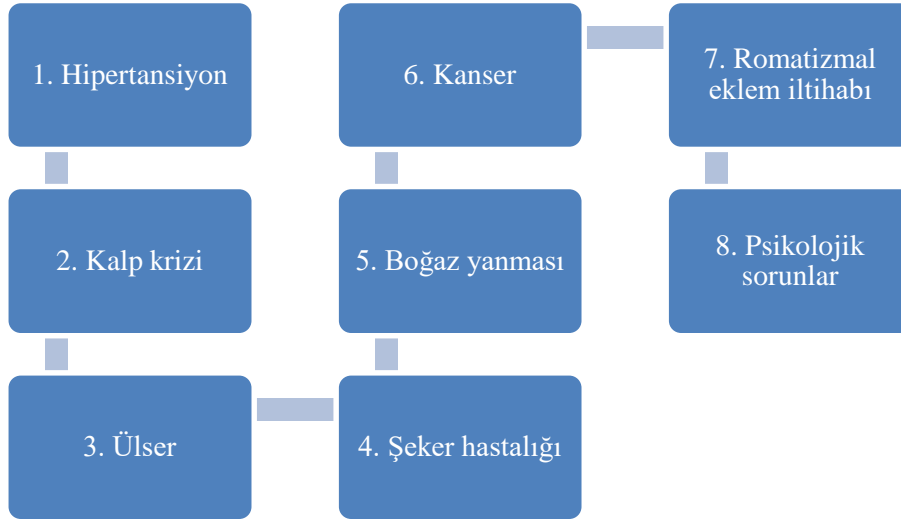 1. Hipertansiyon
2. Kalp krizi
3. Ülser
4. Şeker hastalığı
5. Boğaz yanması
6. Kanser
7. Romatizmal
eklem iltihabı
8. Psikolojik
sorunlar